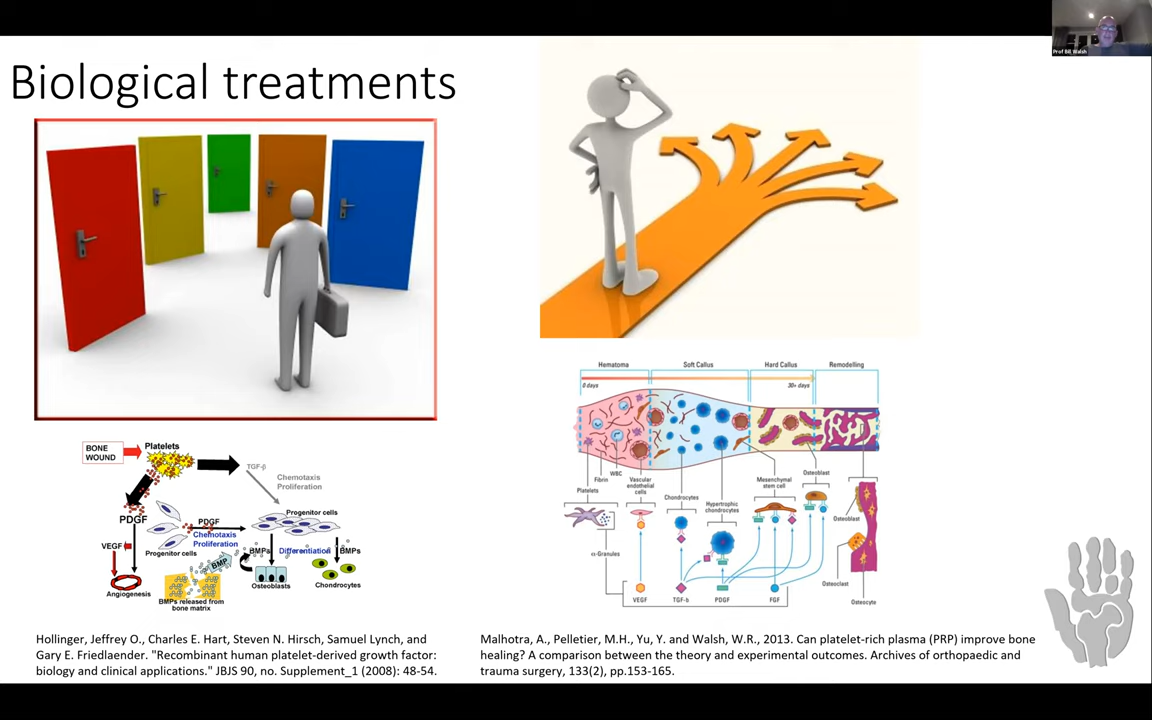 Prof Bill Walsh
Biological treatments
BONE
WOUND
Platelets
TGF-β
Chemotaxis
Proliferation
PDGF
PDGF
Chemotaxis
Proliferation
Progenitor cells
Progenitor cells
VEGF
BMPs
Differentiation
BMPs
BMP
Angiogenesis
Osteoblasts
Chondrocytes
BMPs released from
bone matrix
Hematoma
Soft Callus
Hard Callus
Remodelling
0 days
30+ days
Platelets
Fibrin
WBC
Vascular
endothelial
cells
Chondrocytes
Hypertrophic
chondrocytes
Mesenchymal
stem cell
Osteoblast
Osteoblast
Osteoclast
Osteocyte
α-Granules
VEGF
TGF-b
PDGF
FGF
Hollinger, Jeffrey O., Charles E. Hart, Steven N. Hirsch, Samuel Lynch, and
Gary E. Friedlaender. "Recombinant human platelet-derived growth factor:
biology and clinical applications." JBJS 90, no. Supplement_1 (2008): 48-54.
Malhotra, A., Pelletier, M.H., Yu, Y. and Walsh, W.R., 2013. Can platelet-rich plasma (PRP) improve bone
healing? A comparison between the theory and experimental outcomes. Archives of orthopaedic and
trauma surgery, 133(2), pp.153-165.